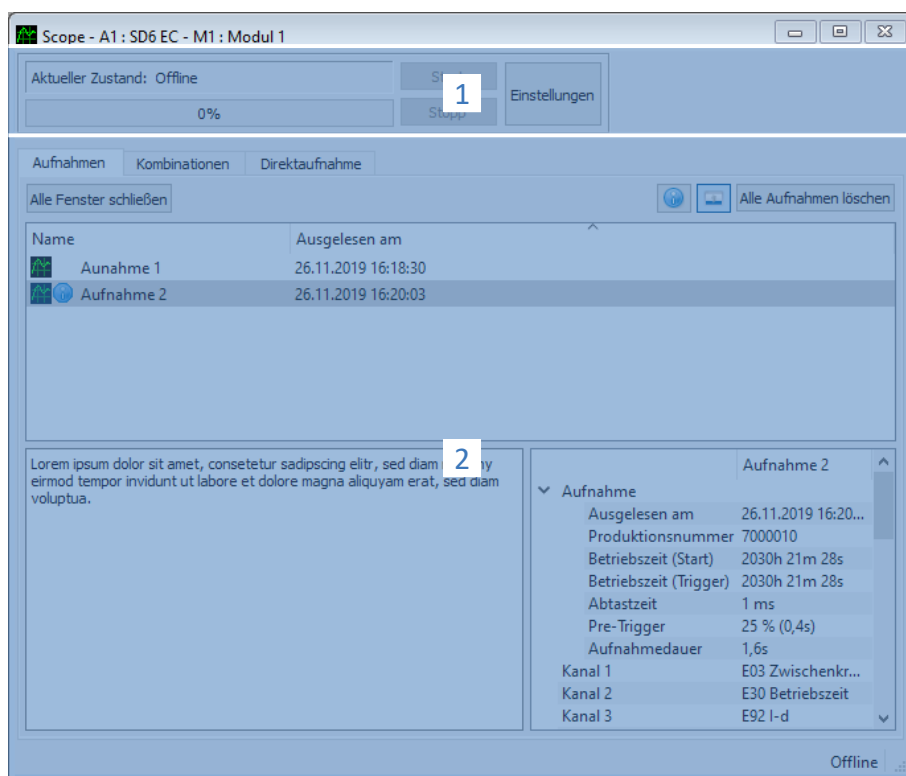 Scope - A1 : SD6 EC - M1 : Modul 1
Aktueller Zustand: Offline
0%
Stopp
1
Einstellungen
Aufnahmen Kombinationen Direktaufnahme
Alle Fenster schließen
Alle Aufnahmen löschen
Name Ausgelesen am
Aunahme 1 26.11.2019 16:18:30
Aufnahme 2 26.11.2019 16:20:03
Lorem ipsum dolor sit amet, consetetur sadipscing elitr, sed diam
eirmod tempor invidunt ut labore et dolore magna aliquyam erat, sed diam
voluptua.
2
Aufnahme 2
Aufnahme
Ausgelesen am 26.11.2019 16:20...
Produktionsnummer 7000010
Betriebszeit (Start) 2030h 21m 28s
Betriebszeit (Trigger) 2030h 21m 28s
Abtastzeit 1 ms
Pre-Trigger 25 % (0,4s)
Aufnahmedauer 1,6s
Kanal 1 E03 Zwischenkr...
Kanal 2 E30 Betriebszeit
Kanal 3 E92 I-d
Offline